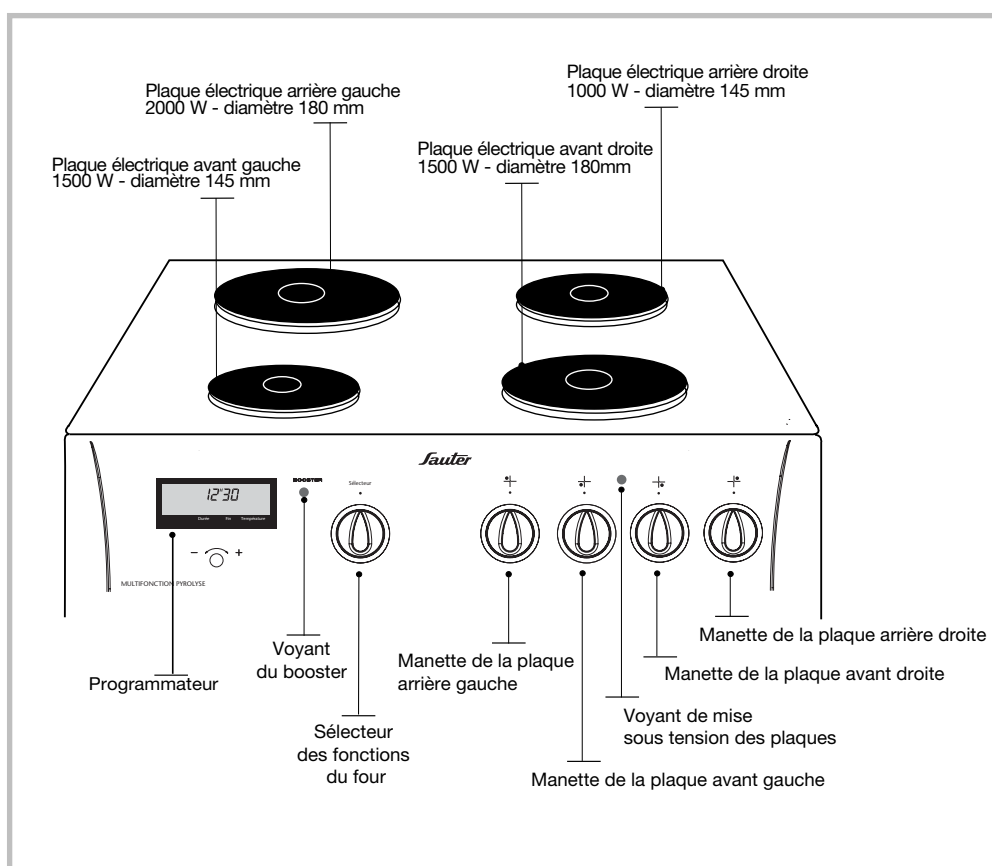 Plaque électrique arrière droite
1000 W - diamètre 145 mm
Plaque électrique arrière gauche
2000 W - diamètre 180 mm
Plaque électrique avant droite
1500 W - diamètre 180mm
Plaque électrique avant gauche
1500 W - diamètre 145 mm
Sauter
BOOSTER
Sélecteur
12H30
Durée Fin Température
- +
MULTIFONCTION PYROLYSE
Manette de la plaque arrière droite
Voyant
du booster
Manette de la plaque
arrière gauche
Manette de la plaque avant droite
Programmateur
Voyant de mise
sous tension des plaques
Sélecteur
des fonctions
du four
Manette de la plaque avant gauche